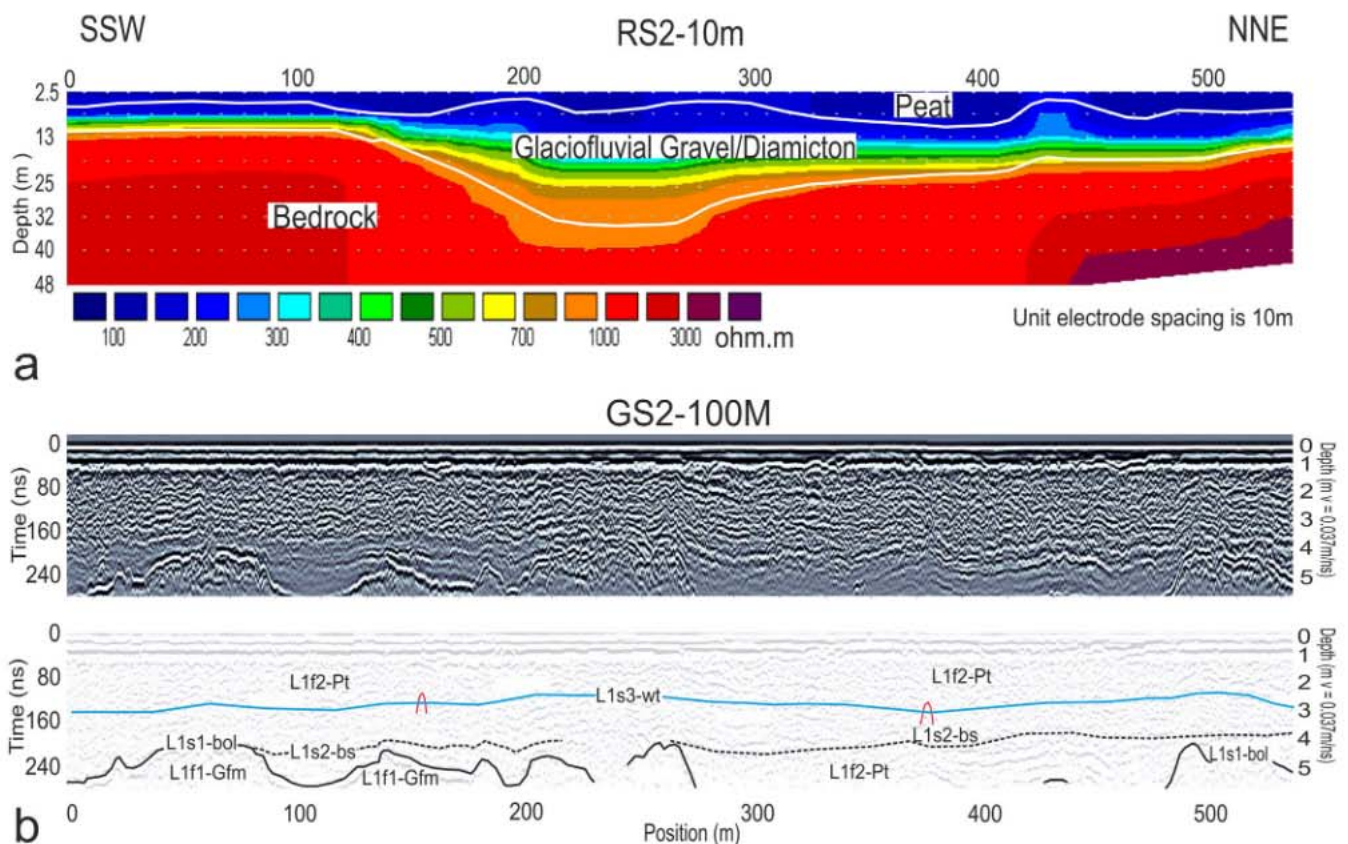 SSW RS2-10m NNE
0 100 200 300 400 500
2.5
13
25
32
40
48
Depth (m)
Peat
Glaciofluvial Gravel/Diamicton
Bedrock
100 200 300 400 500 700 1000 3000 ohm.m
Unit electrode spacing is 10m
a
GS2-100M
Time (ns)
0
80
160
240
0
1
2
3
4
5
Depth (m v = 0.037m/ns)
Time (ns)
0
80
160
240
L1f2-Pt L1f2-Pt
L1s3-wt
L1s2-bs
L1s1-bol L1s2-bs L1s1-bol
L1f1-Gfm L1f1-Gfm L1f2-Pt
0
1
2
3
4
5
Depth (m v = 0.037m/ns)
0 100 200 300 400 500
Position (m)
b